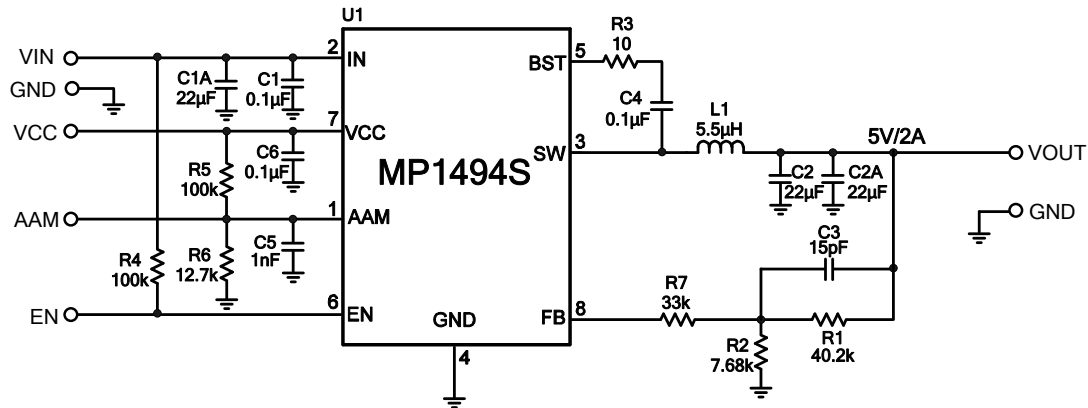 U1
VIN
2
IN
C1A
22µF
C1
0.1µF
GND
VCC
7
VCC
R5
100k
C6
0.1µF
AAM
1
AAM
R4
100k
R6
12.7k
C5
1nF
EN
6
EN
MP1494S
GND
4
BST
5
R3
10
C4
0.1µF
SW
3
L1
5.5µH
5V/2A
VOUT
C2
22µF
C2A
22µF
GND
C3
15pF
FB
8
R7
33k
R2
7.68k
R1
40.2k